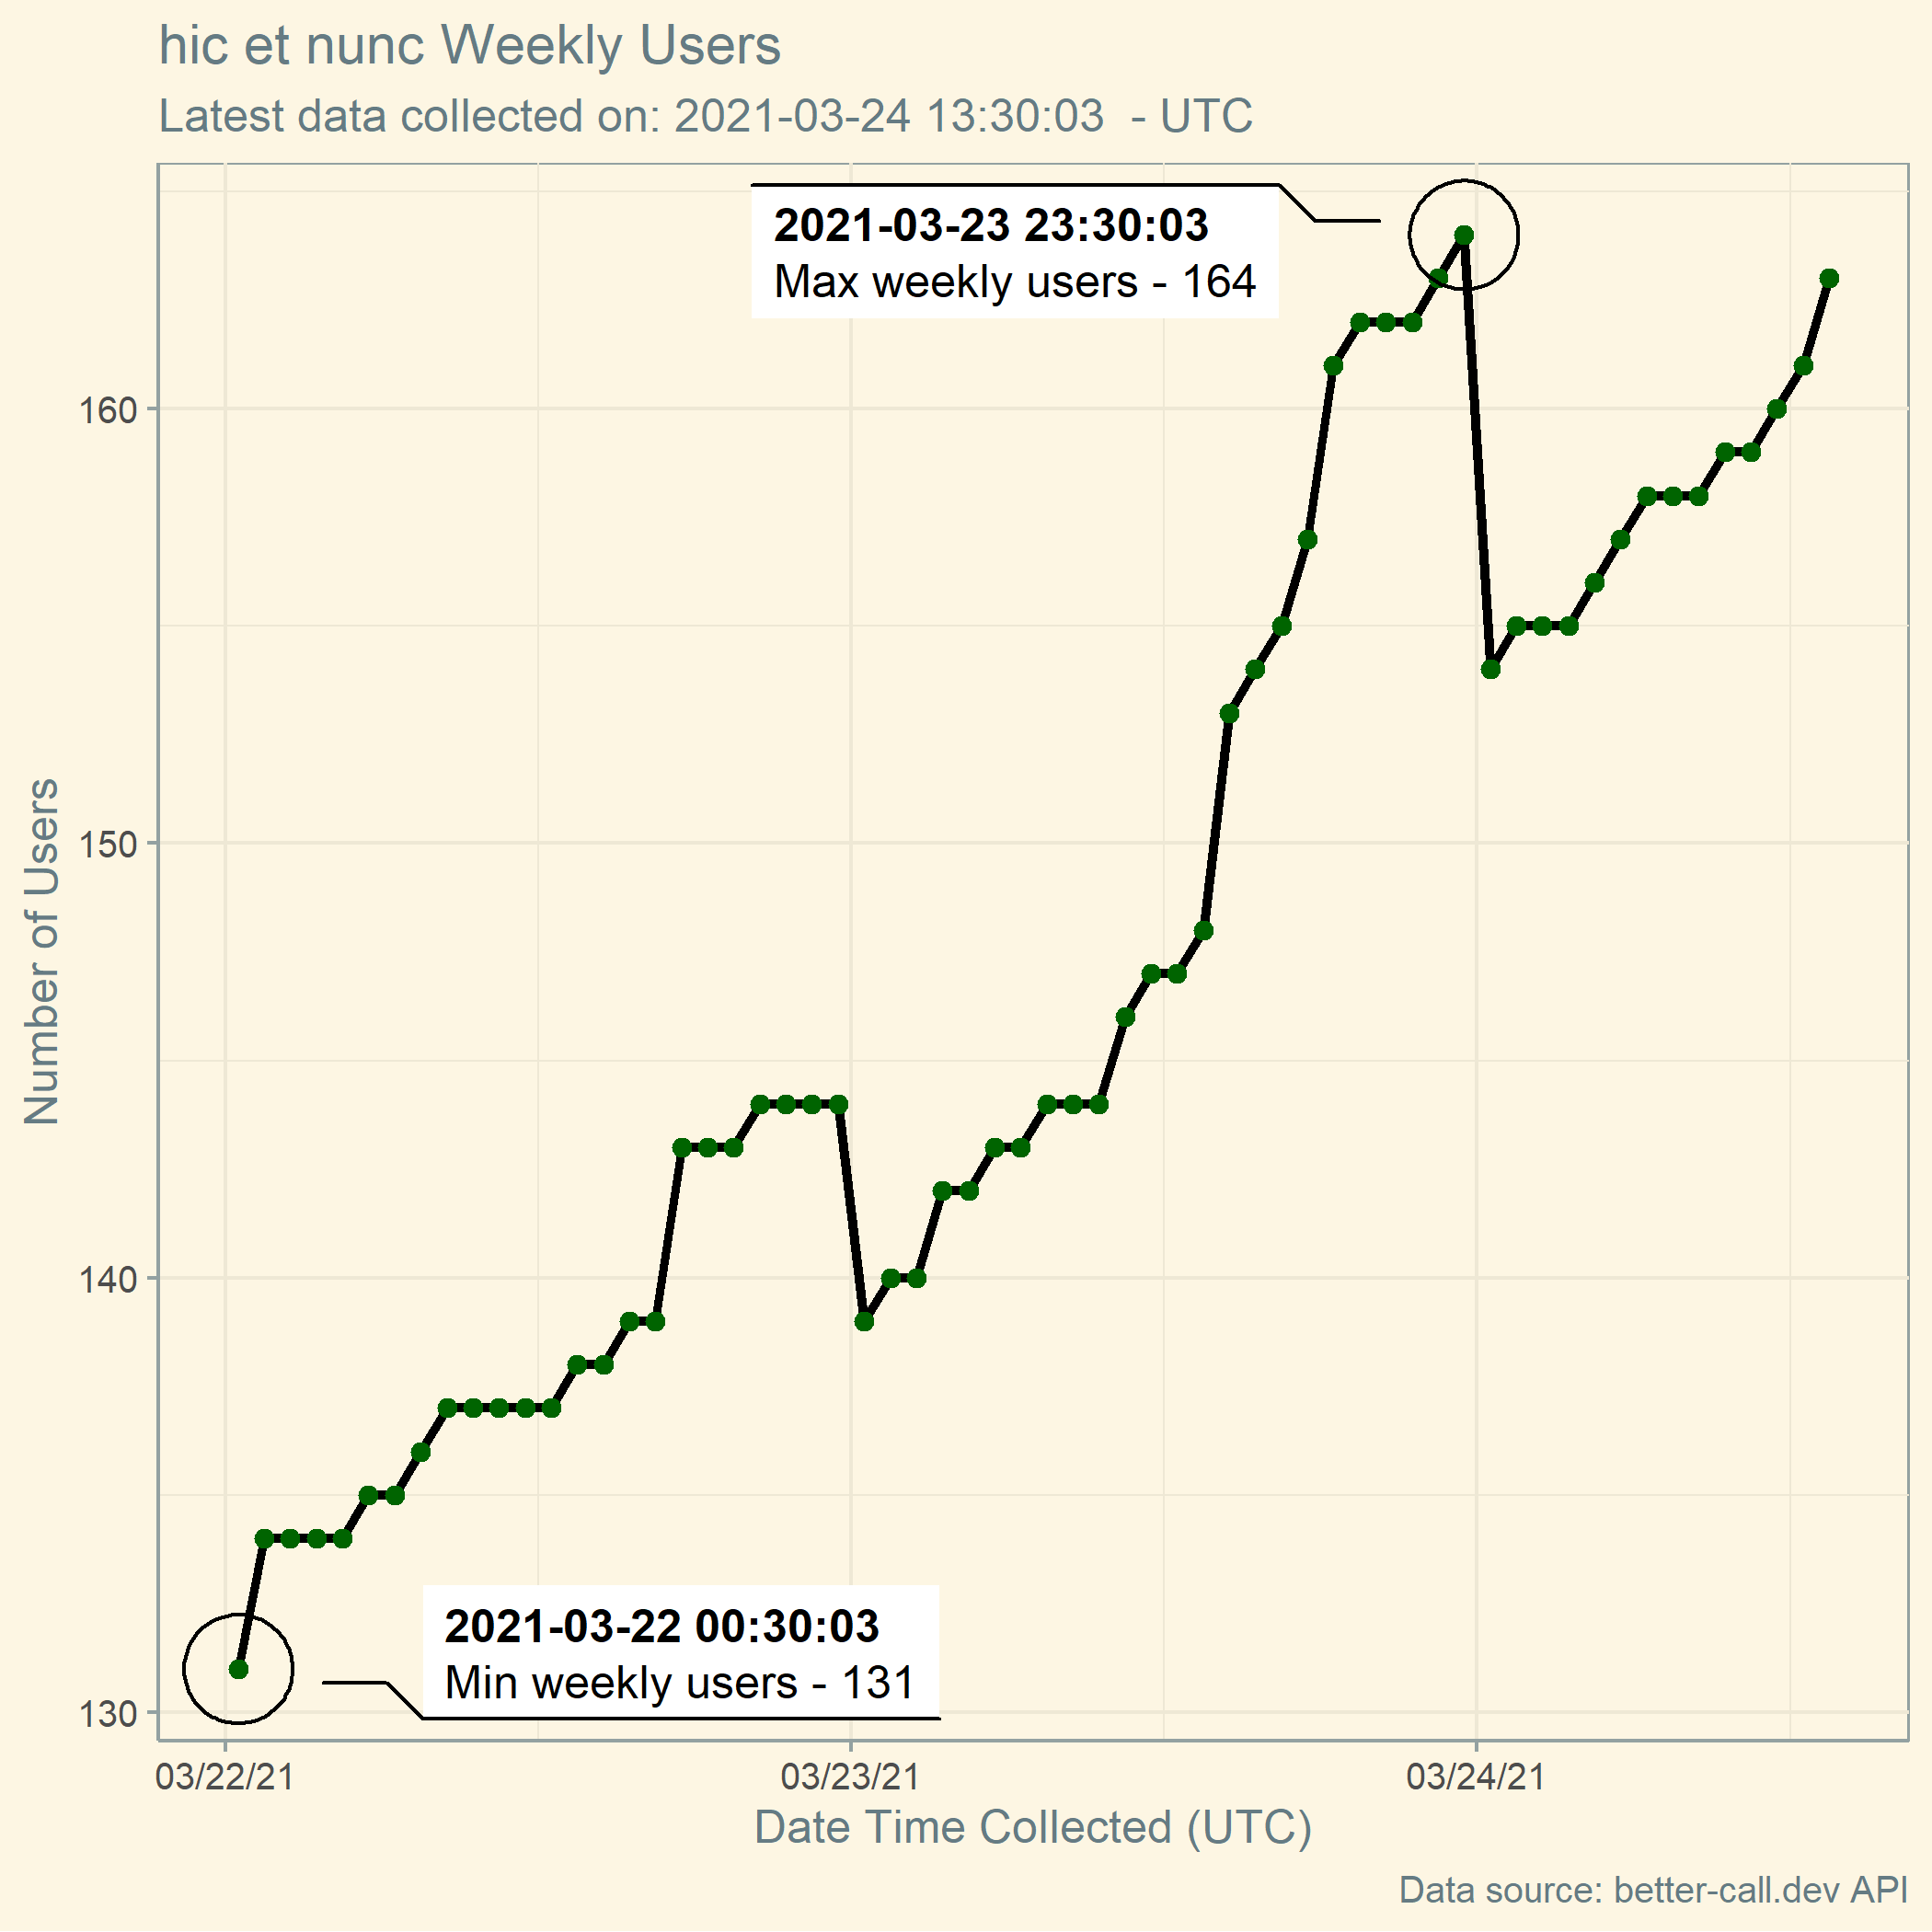 hic et nunc Weekly Users
Latest data collected on: 2021-03-24 13:30:03  - UTC
2021-03-23 23:30:03
Max weekly users - 164
160
150
140
130
Number of Users
2021-03-22 00:30:03
Min weekly users - 131
03/22/21
03/23/21
03/24/21
Date Time Collected (UTC)
Data source: better-call.dev API